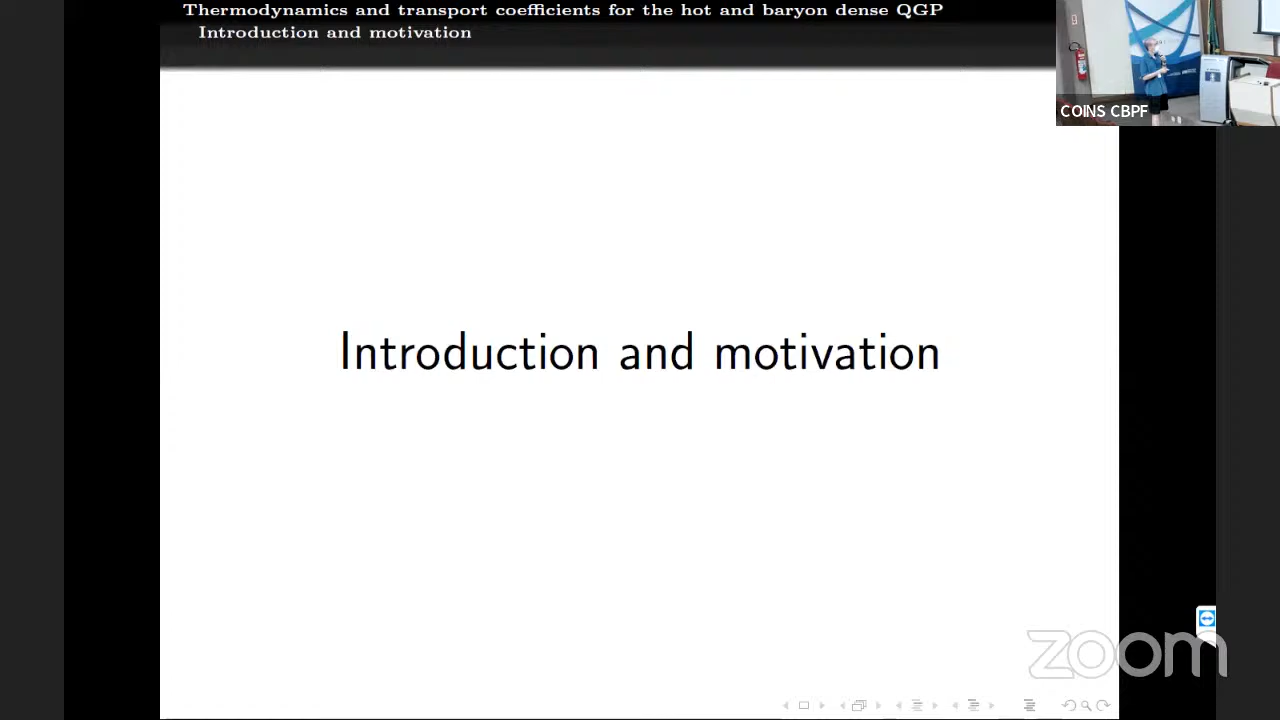 Thermodynamics and transport coefficients for the hot and baryon dense QGP
Introduction and motivation
COINS CBPF
Introduction and motivation
zoom